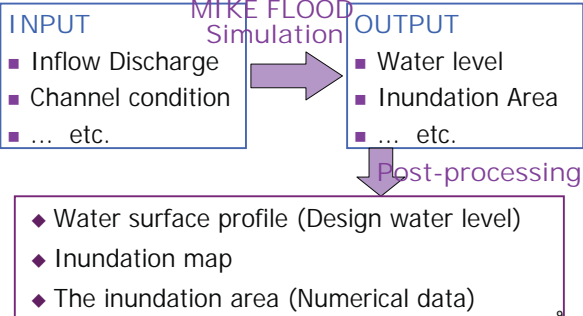 INPUT
■ Inflow Discharge
■ Channel condition
■ ... etc.
MIKE FLOOD
Simulation
OUTPUT
■ Water level
■ Inundation Area
■ ... etc.
Post-processing
◆ Water surface profile (Design water level)
◆ Inundation map
◆ The inundation area (Numerical data)